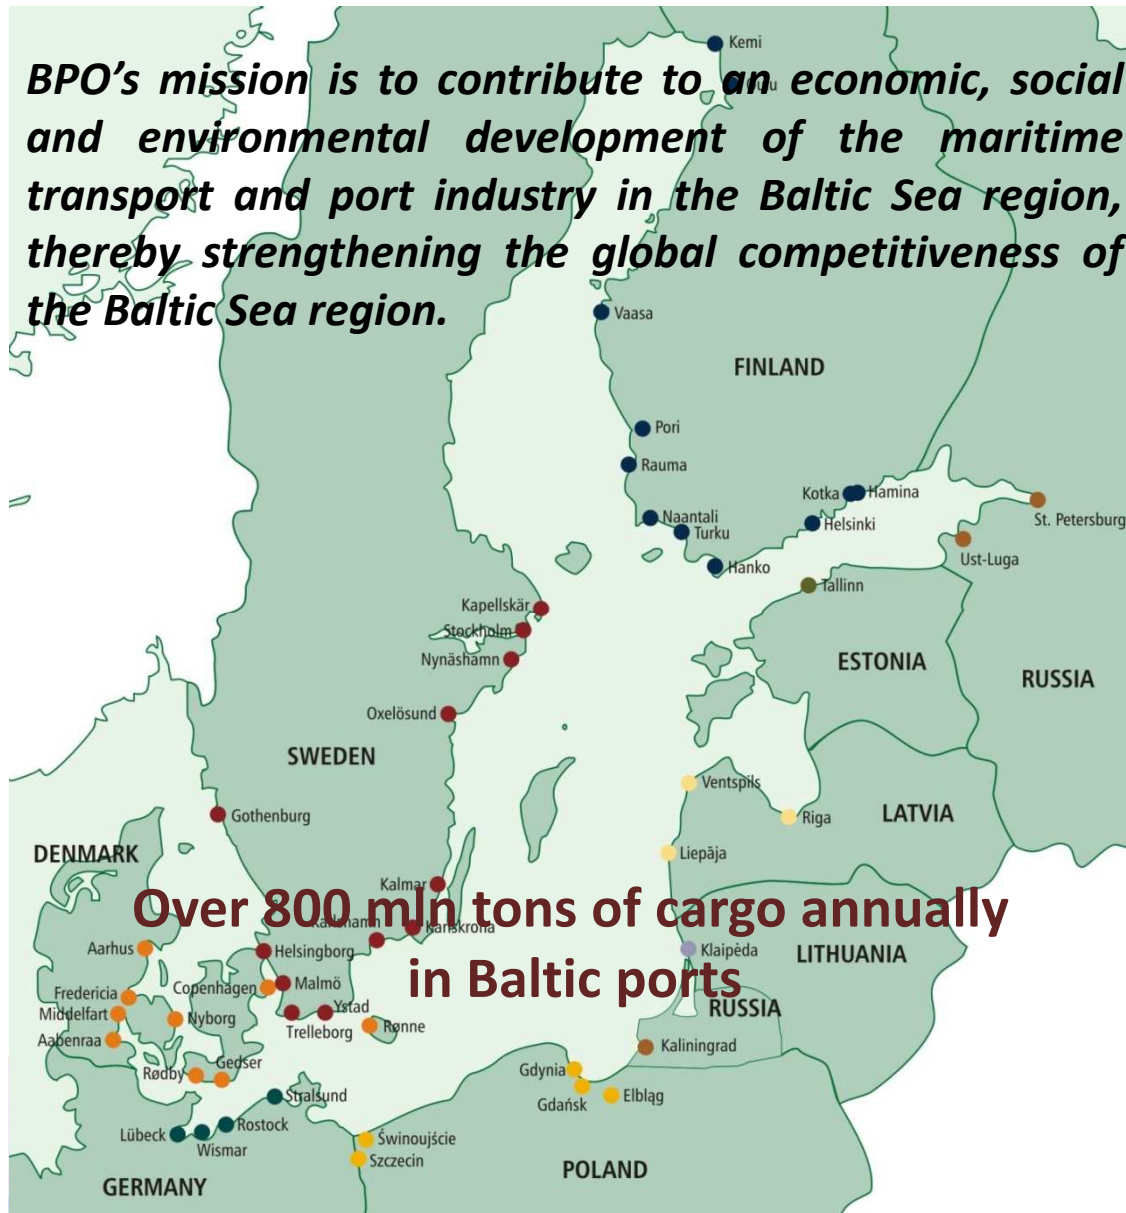 Kemi
BPO's mission is to contribute to an economic, social
Oulu
and environmental development of the maritime
transport and port industry in the Baltic Sea region,
thereby strengthening the global competitiveness of
the Baltic Sea region.
Vaasa
FINLAND
Pori
Rauma
Kotka
Hamina
Naantali
St. Petersburg
Helsinki
Turku
Ust-Luga
Hanko
Tallinn
Kapellskär
Stockholm
Nynäshamn
ESTONIA
RUSSIA
Oxelösund
SWEDEN
Ventspils
Gothenburg
Riga
LATVIA
DENMARK
Liepāja
Kalmar
Over 800 mln tons of cargo annually
Karlshamn
Karlskrona
Aarhus
Helsingborg
Klaipėda
LITHUANIA
in Baltic ports
Copenhagen
Malmö
Fredericia
Middelfart
Nyborg
Ystad
RUSSIA
Trelleborg
Rønne
Aabenraa
Kaliningrad
Gedser
Rødby
Gdynia
Stralsund
Gdańsk
Elbląg
Rostock
Lübeck
Wismar
Świnoujście
Szczecin
POLAND
GERMANY